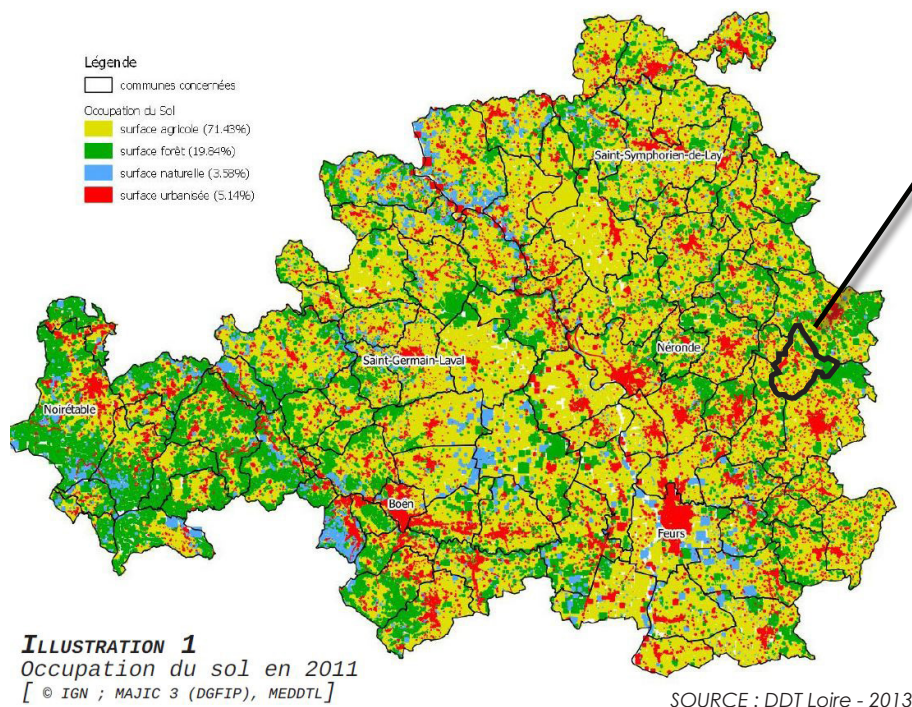 Légende
communes concernées
Occupation du Sol
surface agricole (71.43%)
surface forêt (19.84%)
surface naturelle (3.58%)
surface urbanisée (5.14%)
Saint-Symphorien-de-Lay
Néronde
Saint-Germain-Laval
Noirétable
Boën
Feurs
ILLUSTRATION 1
Occupation du sol en 2011
[ © IGN ; MAJIC 3 (DGFIP), MEDDTL]
SOURCE : DDT Loire - 2013